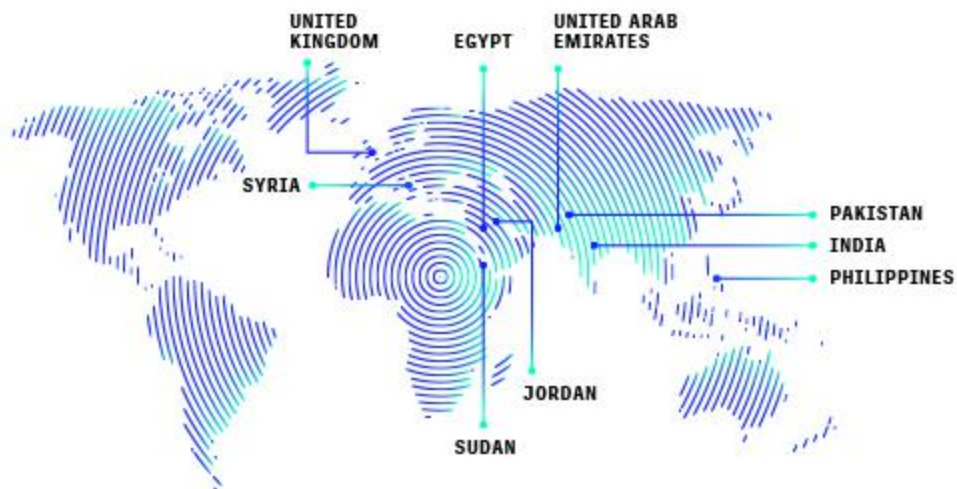 UNITED
KINGDOM
EGYPT
UNITED ARAB
EMIRATES
SYRIA
PAKISTAN
INDIA
PHILIPPINES
JORDAN
SUDAN